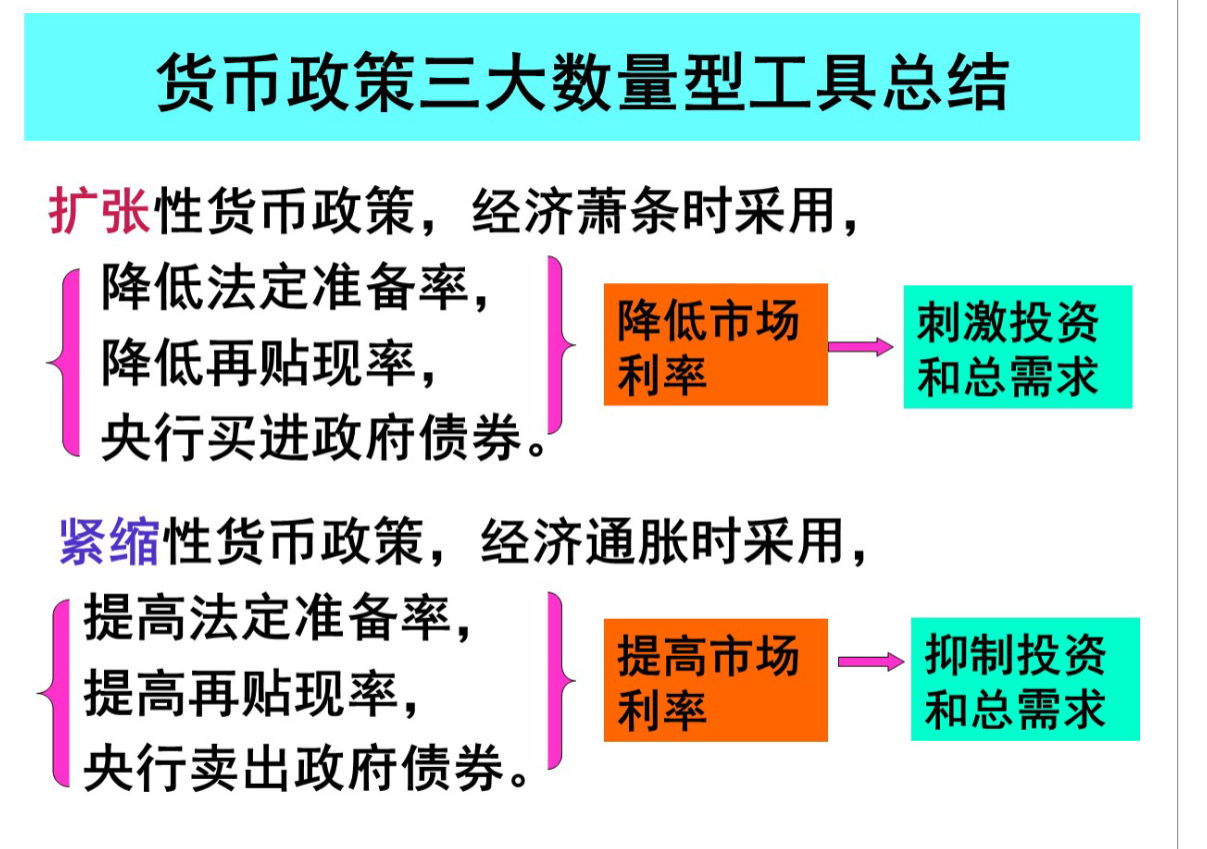 货币政策三大数量型工具总结
扩张性货币政策，经济萧条时采用，
降低法定准备率，
降低再贴现率，
央行买进政府债券。
降低市场
利率
刺激投资
和总需求
紧缩性货币政策，经济通胀时采用，
提高法定准备率，
提高再贴现率，
央行卖出政府债券。
提高市场
利率
抑制投资
和总需求